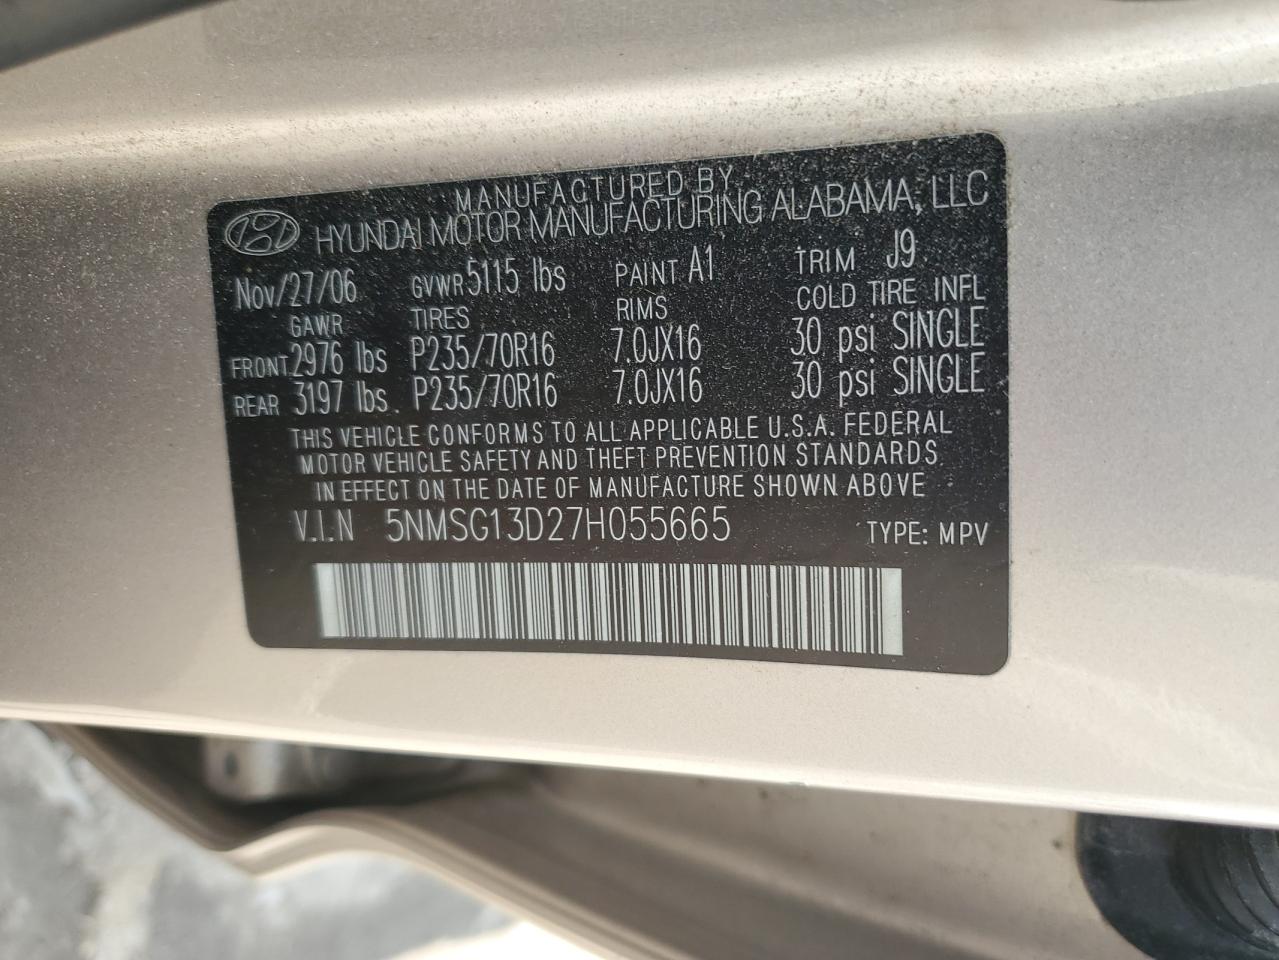 MANUFACTURED BY
HYUNDAI MOTOR MANUFACTURING ALABAMA, LLC
Nov/27/06 GVWR 5115 lbs PAINT A1 TRIM J9
GAWR TIRES RIMS COLD TIRE INFL
FRONT 2976 lbs P235/70R16 7.0JX16 30 psi SINGLE
REAR 3197 lbs. P235/70R16 7.0JX16 30 psi SINGLE
THIS VEHICLE CONFORMS TO ALL APPLICABLE U.S.A. FEDERAL
MOTOR VEHICLE SAFETY AND THEFT PREVENTION STANDARDS
IN EFFECT ON THE DATE OF MANUFACTURE SHOWN ABOVE
V.I.N 5NMSG13D27H055665 TYPE: MPV